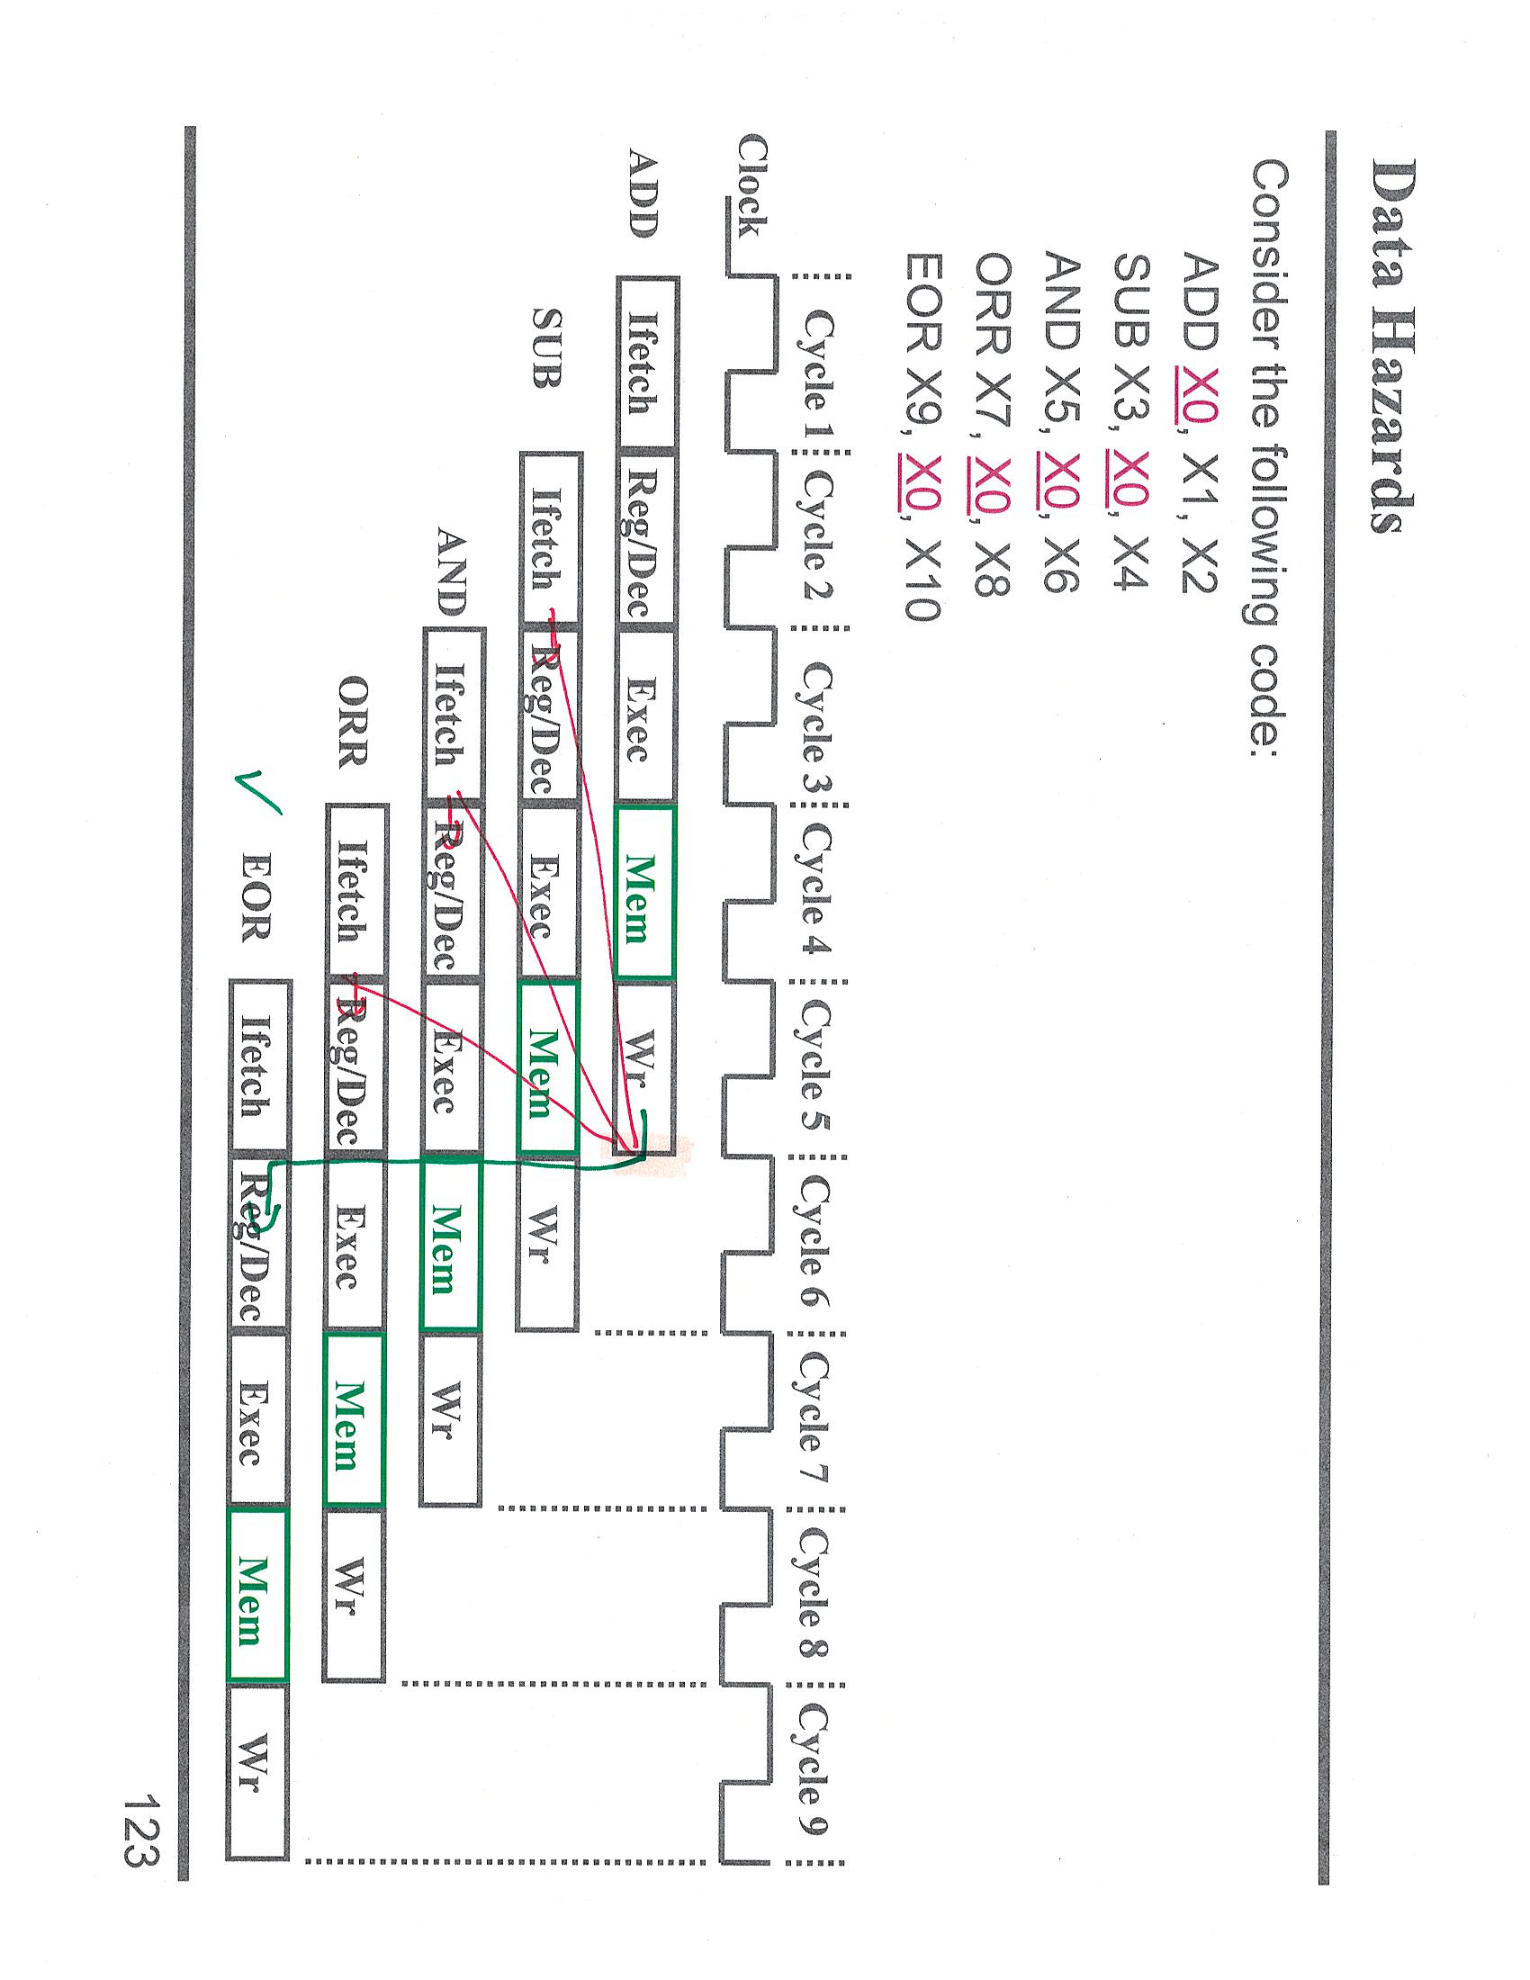 Data Hazards
Consider the following code:
ADD X0, X1, X2
SUB X3, X0, X4
AND X5, X0, X6
ORR X7, X0, X8
EOR X9, X0, X10
Cycle 1 Cycle 2 Cycle 3 Cycle 4 Cycle 5 Cycle 6 Cycle 7 Cycle 8 Cycle 9
Clock
ADD Ifetch Reg/Dec Exec Mem Wr
SUB Ifetch Reg/Dec Exec Mem Wr
AND Ifetch Reg/Dec Exec Mem Wr
ORR Ifetch Reg/Dec Exec Mem Wr
EOR Ifetch Reg/Dec Exec Mem Wr
123